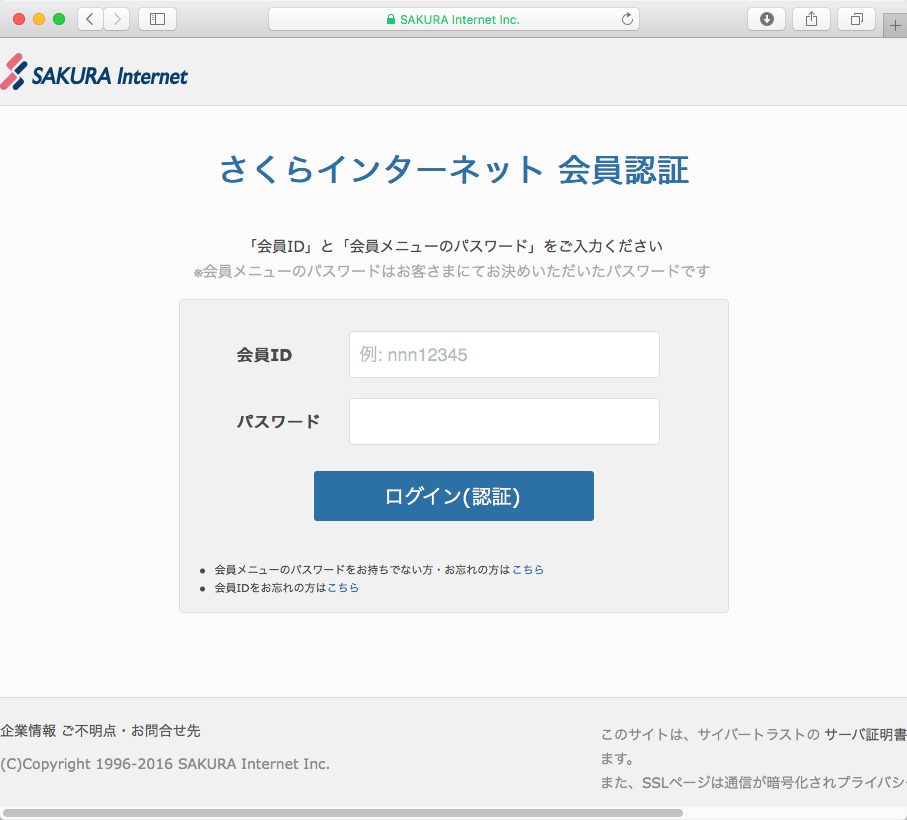 SAKURA Internet Inc.
SAKURA Internet
さくらインターネット 会員認証
「会員ID」と「会員メニューのパスワード」をご入力ください
※会員メニューのパスワードはお客さまにてお決めいただいたパスワードです
会員ID
例: nnn12345
パスワード
ログイン(認証)
会員メニューのパスワードをお持ちでない方・お忘れの方はこちら
会員IDをお忘れの方はこちら
企業情報 ご不明点・お問合せ先
(C)Copyright 1996-2016 SAKURA Internet Inc.
このサイトは、サイバートラストの サーバ証明書
ます。
また、SSLページは通信が暗号化されプライバシ